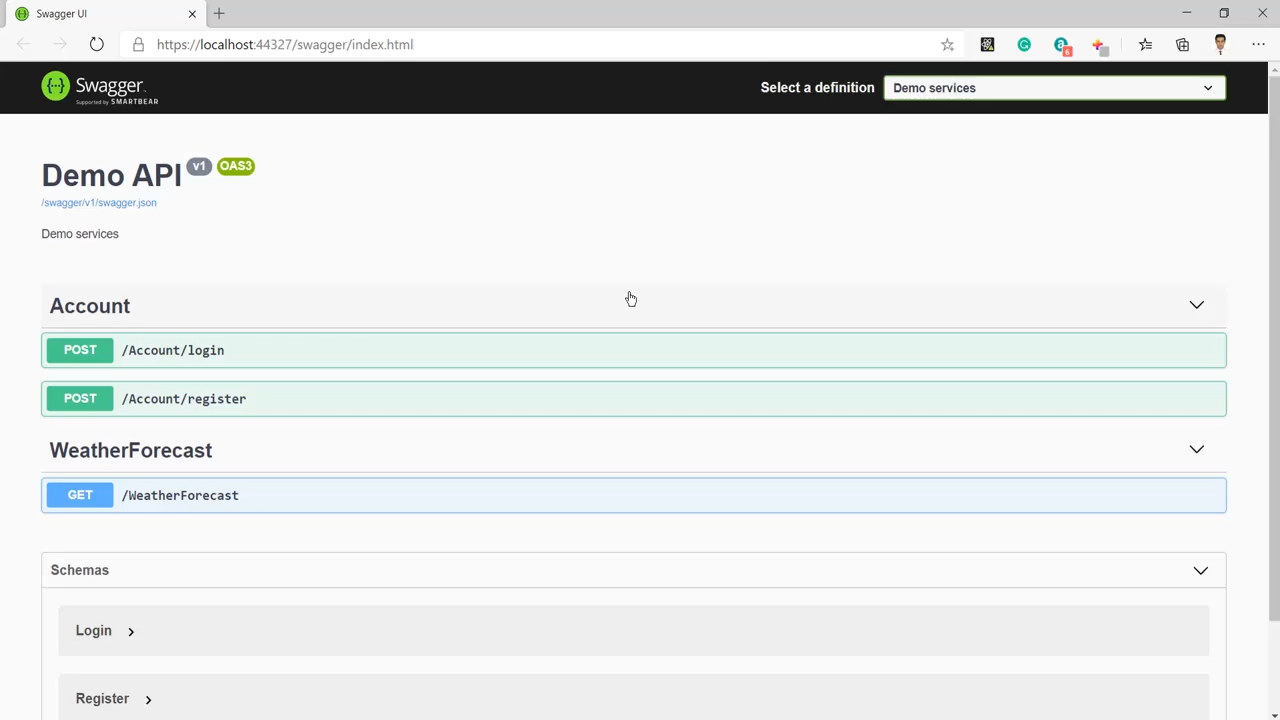 Swagger UI
https://localhost:44327/swagger/index.html
6
Swagger
Supported by SMARTBEAR
Select a definition
Demo services
Demo API v1 OAS3
/swagger/v1/swagger.json
Demo services
Account
POST /Account/login
POST /Account/register
WeatherForecast
GET /WeatherForecast
Schemas
Login
Register